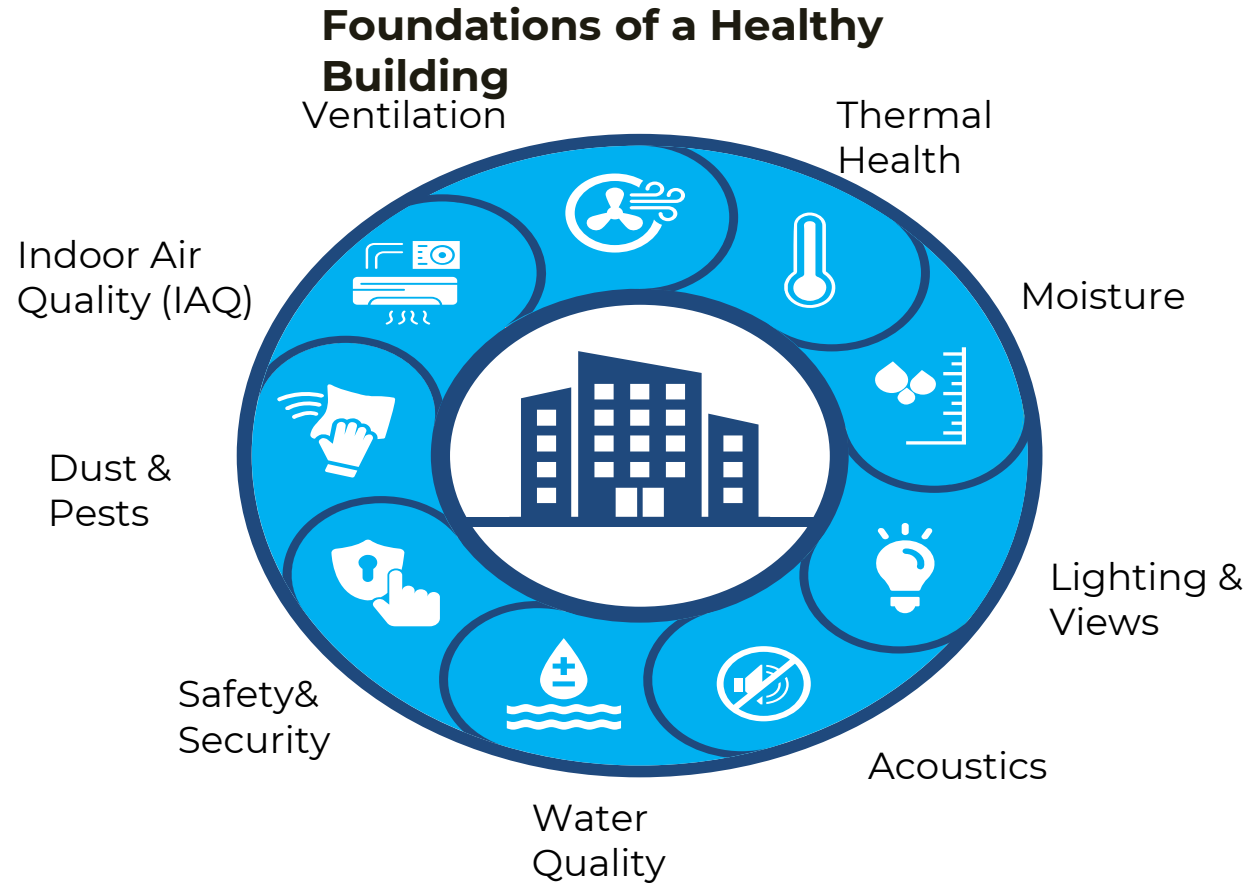 Foundations of a Healthy
Building
Ventilation
Thermal
Health
Indoor Air
Quality (IAQ)
Moisture
Dust &
Pests
Lighting &
Views
Safety&
Security
Acoustics
Water
Quality